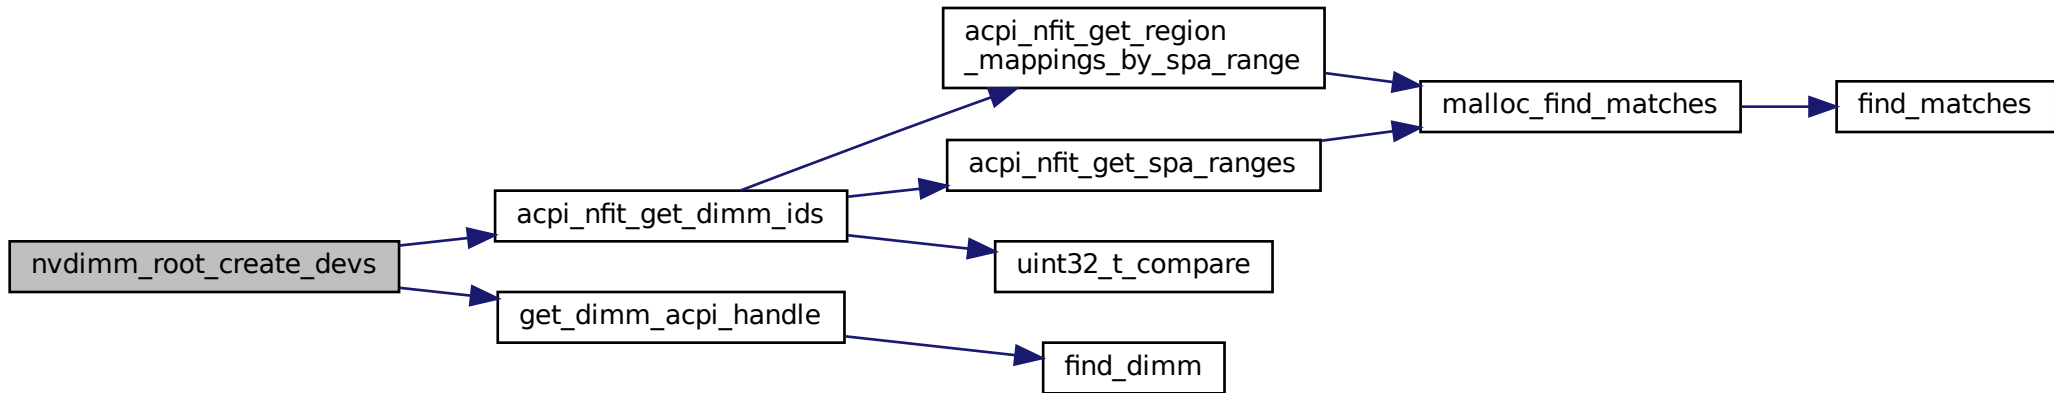 nvdimm_root_create_devs
acpi_nfit_get_dimm_ids
get_dimm_acpi_handle
acpi_nfit_get_region
_mappings_by_spa_range
acpi_nfit_get_spa_ranges
uint32_t_compare
find_dimm
malloc_find_matches
find_matches